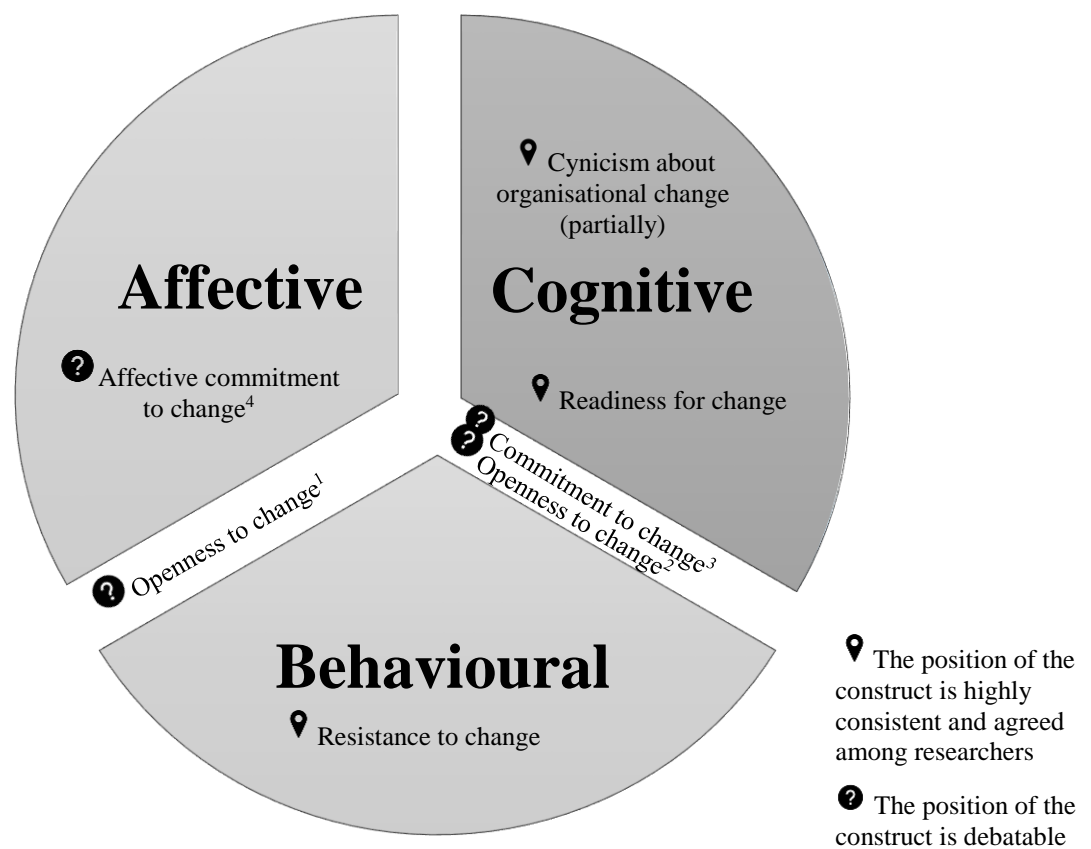 Cynicism about
organisational change
(partially)
Affective
Cognitive
Affective commitment
to change⁴
Readiness for change
Commitment to change³
Openness to change²
Openness to change¹
Behavioural
Resistance to change
The position of the
construct is highly
consistent and agreed
among researchers
The position of the
construct is debatable